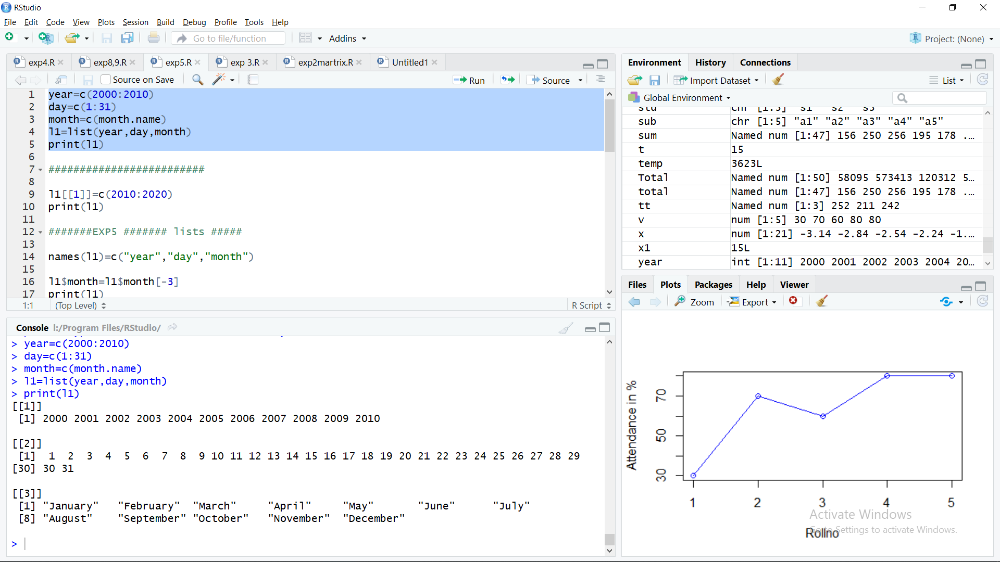 RStudio
File Edit Code View Plots Session Build Debug Profile Tools Help
Go to file/function Addins Project: (None)
exp4.R exp8,9.R exp5.R exp 3.R exp2martrix.R Untitled1
Source on Save Run Source
1 year=c(2000:2010)
2 day=c(1:31)
3 month=c(month.name)
4 l1=list(year,day,month)
5 print(l1)
6
7 #########################
8
9 l1[[1]]=c(2010:2020)
10 print(l1)
11
12 #######EXP5 ####### lists #####
13
14 names(l1)=c("year","day","month")
15
16 l1$month=l1$month[-3]
17 print(l1)
1:1 (Top Level) R Script
Console I:/Program Files/RStudio/
> year=c(2000:2010)
> day=c(1:31)
> month=c(month.name)
> l1=list(year,day,month)
> print(l1)
[[1]]
[1] 2000 2001 2002 2003 2004 2005 2006 2007 2008 2009 2010
[[2]]
[1] 1 2 3 4 5 6 7 8 9 10 11 12 13 14 15 16 17 18 19 20 21 22 23 24 25 26 27 28 29
[30] 30 31
[[3]]
[1] "January" "February" "March" "April" "May" "June" "July"
[8] "August" "September" "October" "November" "December"
>
Environment History Connections
Import Dataset List
Global Environment
std chr [1:3] "s1" "s2" "s3"
sub chr [1:5] "a1" "a2" "a3" "a4" "a5"
sum Named num [1:47] 156 250 256 195 178 ...
t 15
temp 3623L
Total Named num [1:50] 58095 573413 120312 5...
total Named num [1:47] 156 250 256 195 178 ...
tt Named num [1:3] 252 211 242
v num [1:5] 30 70 60 80 80
x num [1:21] -3.14 -2.84 -2.54 -2.24 -1...
x1 15L
year int [1:11] 2000 2001 2002 2003 2004 20...
Files Plots Packages Help Viewer
Zoom Export
Attendance in %
70
50
30
1 2 3 4 5
Rollno
Activate Windows
Go to Settings to activate Windows.